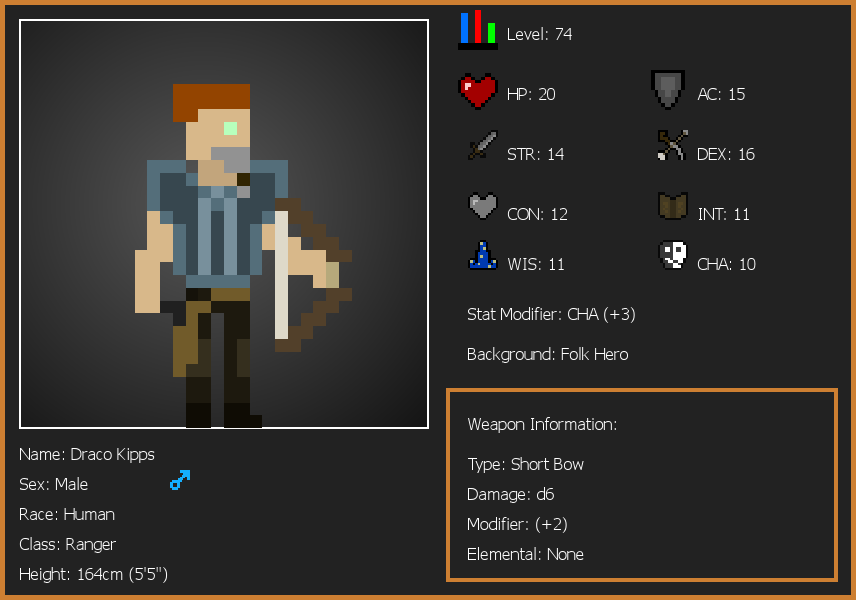 Level: 74
HP: 20
AC: 15
STR: 14
DEX: 16
CON: 12
INT: 11
WIS: 11
CHA: 10
Stat Modifier: CHA (+3)
Background: Folk Hero
Weapon Information:
Type: Short Bow
Damage: d6
Modifier: (+2)
Elemental: None
Name: Draco Kipps
Sex: Male
Race: Human
Class: Ranger
Height: 164cm (5'5")